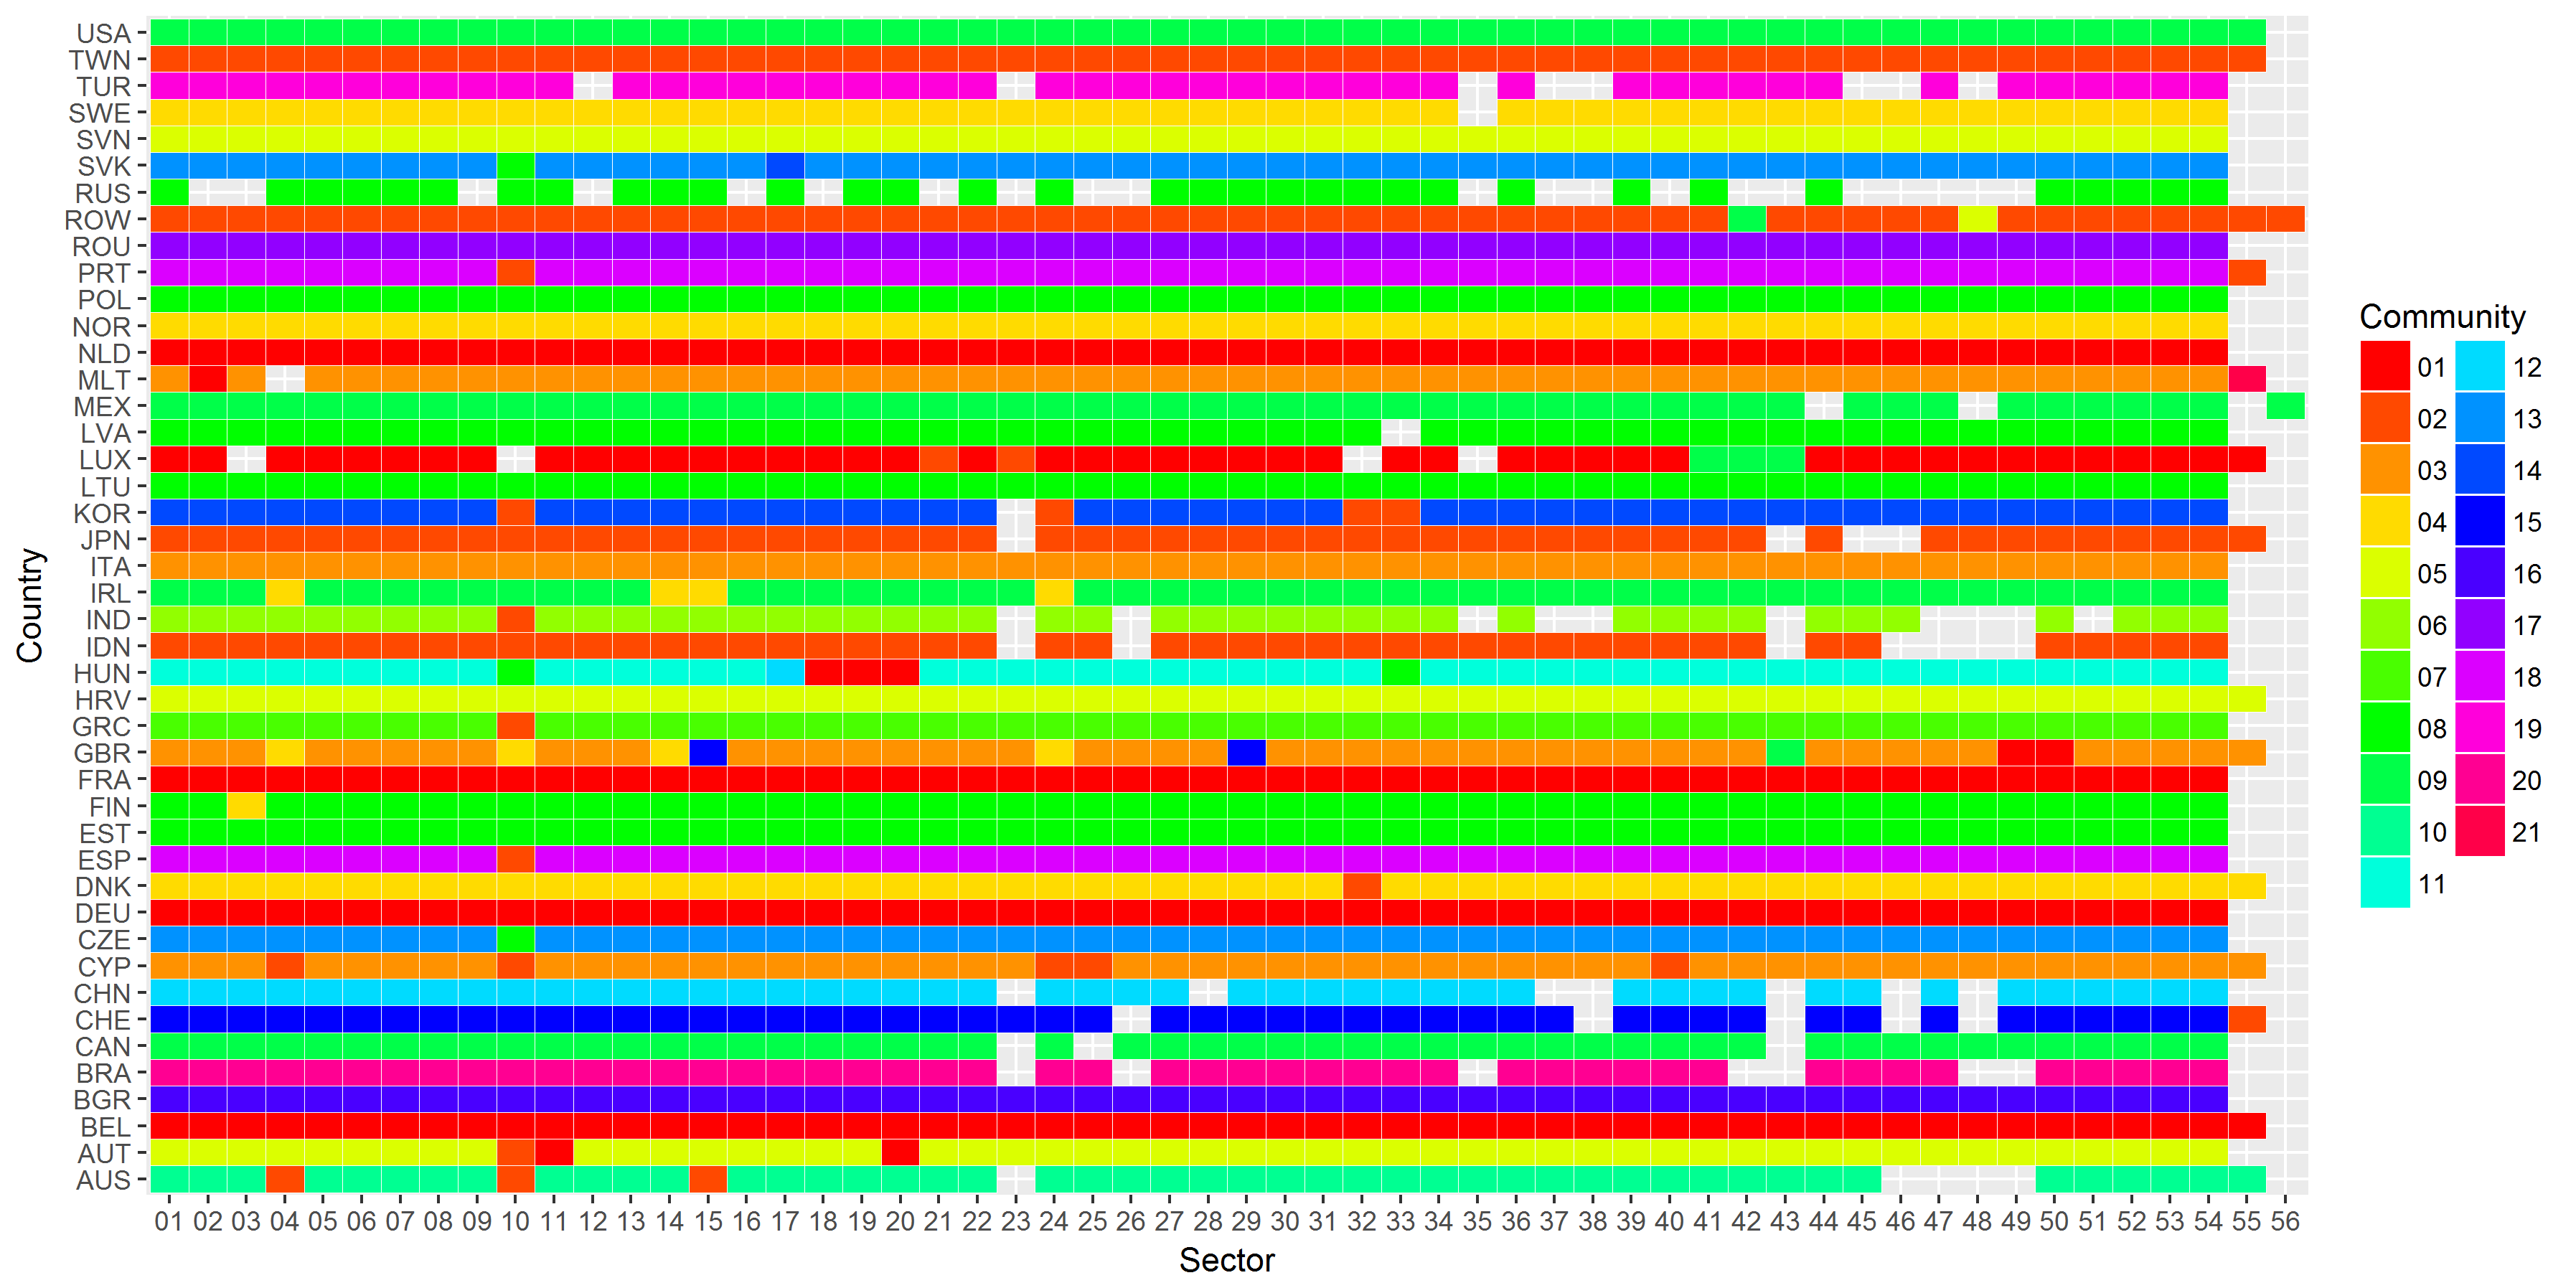 USA
TWN
TUR
SWE
SVN
SVK
RUS
ROW
ROU
PRT
POL
NOR
NLD
MLT
MEX
LVA
LUX
LTU
KOR
JPN
ITA
IRL
IND
IDN
HUN
HRV
GRC
GBR
FRA
FIN
EST
ESP
DNK
DEU
CZE
CYP
CHN
CHE
CAN
BRA
BGR
BEL
AUT
AUS
Country
01 02 03 04 05 06 07 08 09 10 11 12 13 14 15 16 17 18 19 20 21 22 23 24 25 26 27 28 29 30 31 32 33 34 35 36 37 38 39 40 41 42 43 44 45 46 47 48 49 50 51 52 53 54 55 56
Sector
Community
01 12
02 13
03 14
04 15
05 16
06 17
07 18
08 19
09 20
10 21
11